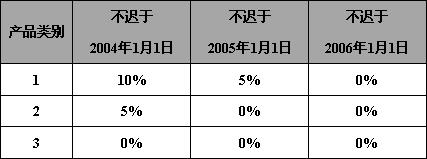 产品类别 不迟于 不迟于 不迟于
2004年1月1日 2005年1月1日 2006年1月1日
1 10% 5% 0%
2 5% 0% 0%
3 0% 0% 0%